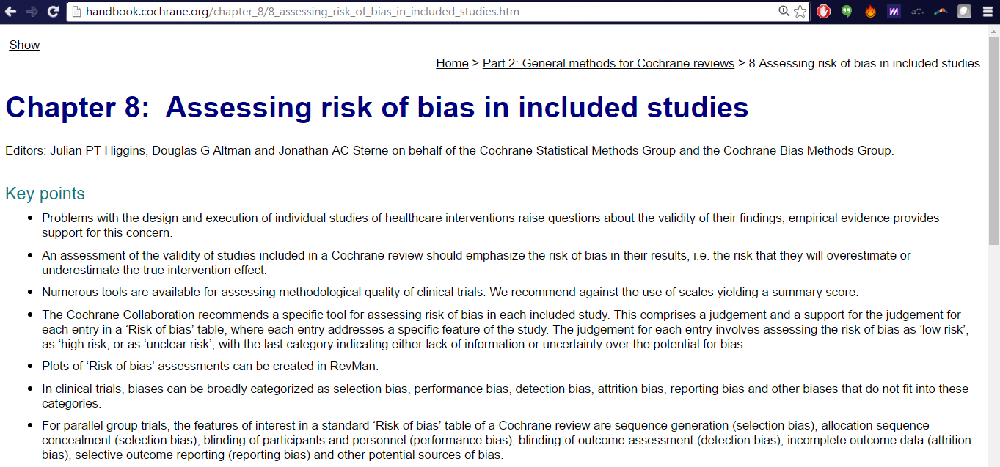 handbook.cochrane.org/chapter_8/8_assessing_risk_of_bias_in_included_studies.htm
aT.
Show
Home > Part 2: General methods for Cochrane reviews > 8 Assessing risk of bias in included studies
Chapter 8: Assessing risk of bias in included studies
Editors: Julian PT Higgins, Douglas G Altman and Jonathan AC Sterne on behalf of the Cochrane Statistical Methods Group and the Cochrane Bias Methods Group.
Key points
• Problems with the design and execution of individual studies of healthcare interventions raise questions about the validity of their findings; empirical evidence provides
support for this concern.
• An assessment of the validity of studies included in a Cochrane review should emphasize the risk of bias in their results, i.e. the risk that they will overestimate or
underestimate the true intervention effect.
• Numerous tools are available for assessing methodological quality of clinical trials. We recommend against the use of scales yielding a summary score.
• The Cochrane Collaboration recommends a specific tool for assessing risk of bias in each included study. This comprises a judgement and a support for the judgement for
each entry in a ‘Risk of bias’ table, where each entry addresses a specific feature of the study. The judgement for each entry involves assessing the risk of bias as ‘low risk’,
as ‘high risk, or as ‘unclear risk’, with the last category indicating either lack of information or uncertainty over the potential for bias.
• Plots of ‘Risk of bias’ assessments can be created in RevMan.
• In clinical trials, biases can be broadly categorized as selection bias, performance bias, detection bias, attrition bias, reporting bias and other biases that do not fit into these
categories.
• For parallel group trials, the features of interest in a standard ‘Risk of bias’ table of a Cochrane review are sequence generation (selection bias), allocation sequence
concealment (selection bias), blinding of participants and personnel (performance bias), blinding of outcome assessment (detection bias), incomplete outcome data (attrition
bias), selective outcome reporting (reporting bias) and other potential sources of bias.